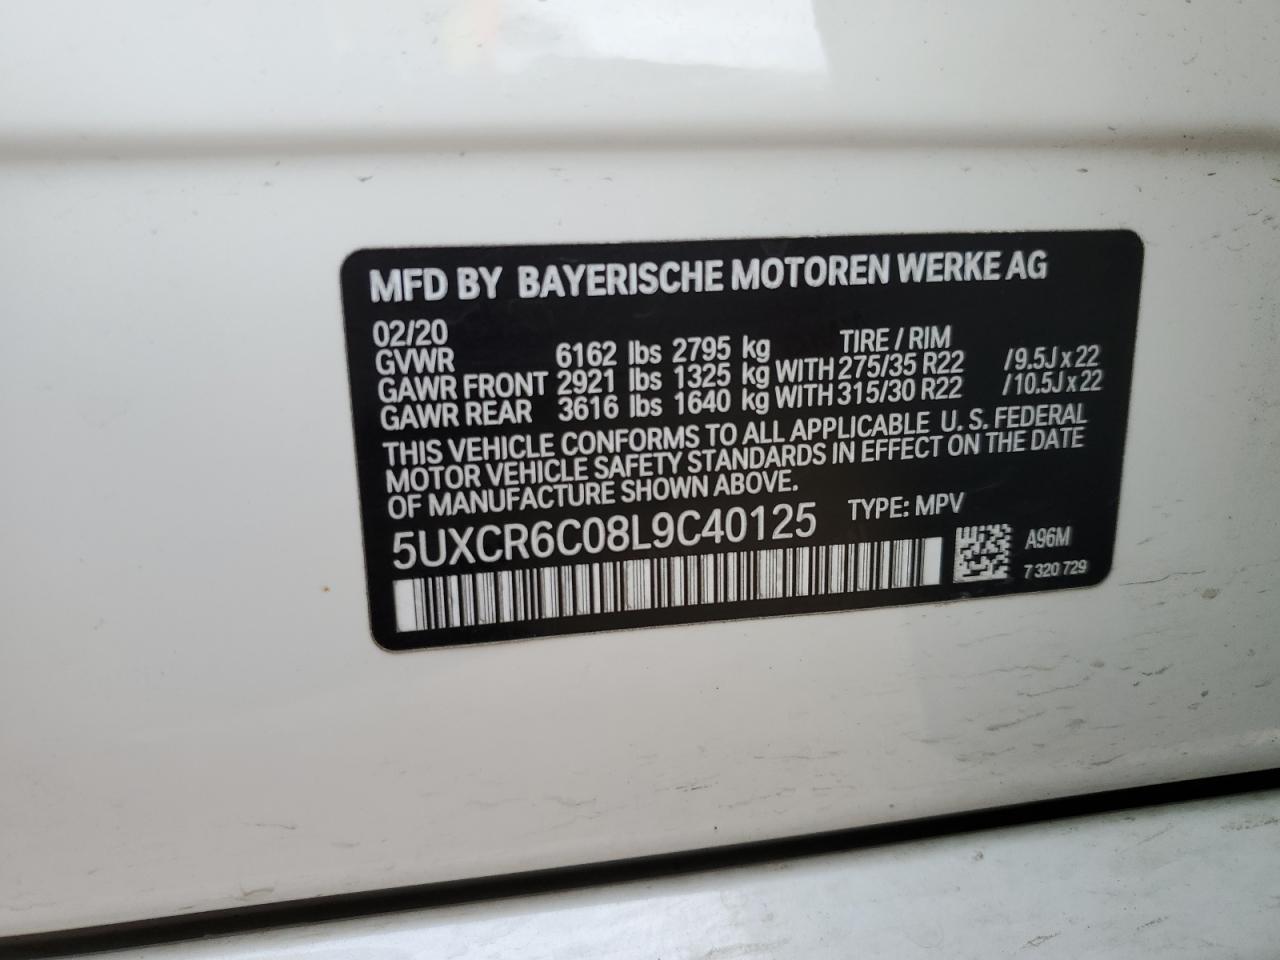 MFD BY BAYERISCHE MOTOREN WERKE AG
02/20 TIRE / RIM
GVWR 6162 lbs 2795 kg
GAWR FRONT 2921 lbs 1325 kg WITH 275/35 R22 /9.5J x 22
GAWR REAR 3616 lbs 1640 kg WITH 315/30 R22 /10.5J x 22
THIS VEHICLE CONFORMS TO ALL APPLICABLE U. S. FEDERAL
MOTOR VEHICLE SAFETY STANDARDS IN EFFECT ON THE DATE
OF MANUFACTURE SHOWN ABOVE.
5UXCR6C08L9C40125 TYPE: MPV
A96M
7 320 729